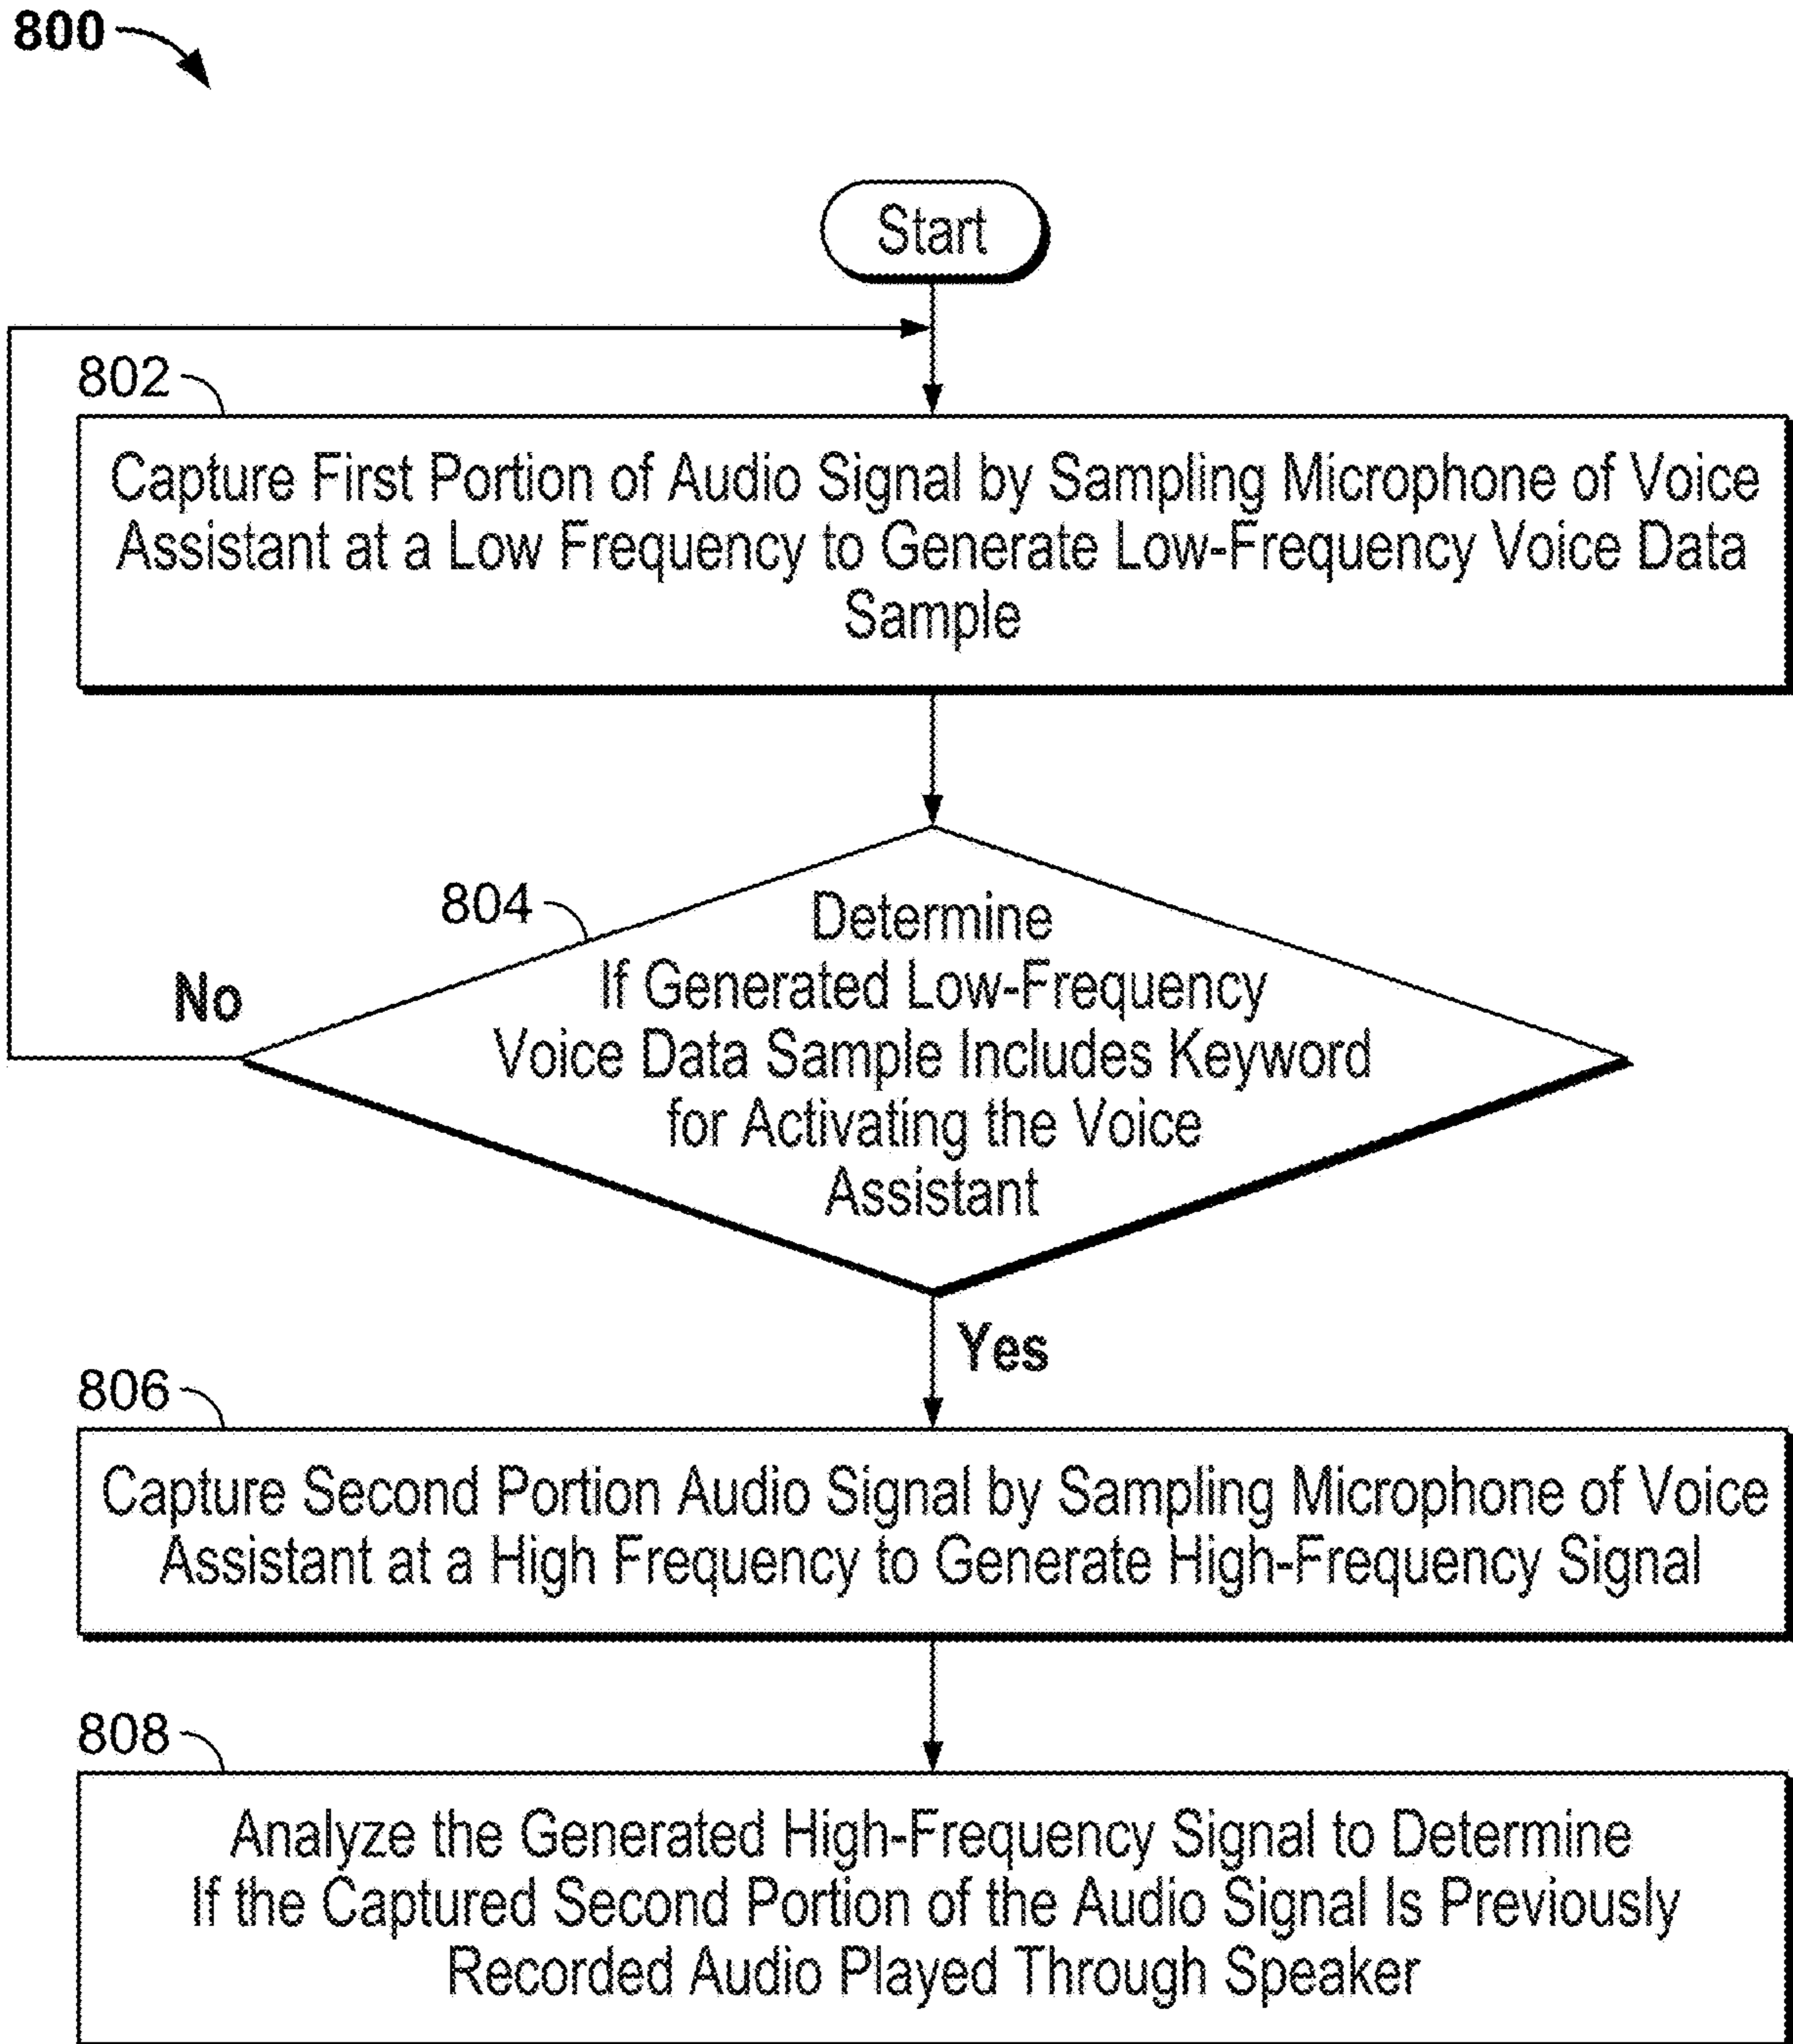 800
Start
802
Capture First Portion of Audio Signal by Sampling Microphone of Voice
Assistant at a Low Frequency to Generate Low-Frequency Voice Data
Sample
804
Determine
If Generated Low-Frequency
Voice Data Sample Includes Keyword
for Activating the Voice
Assistant
No
Yes
806
Capture Second Portion Audio Signal by Sampling Microphone of Voice
Assistant at a High Frequency to Generate High-Frequency Signal
808
Analyze the Generated High-Frequency Signal to Determine
If the Captured Second Portion of the Audio Signal Is Previously
Recorded Audio Played Through Speaker